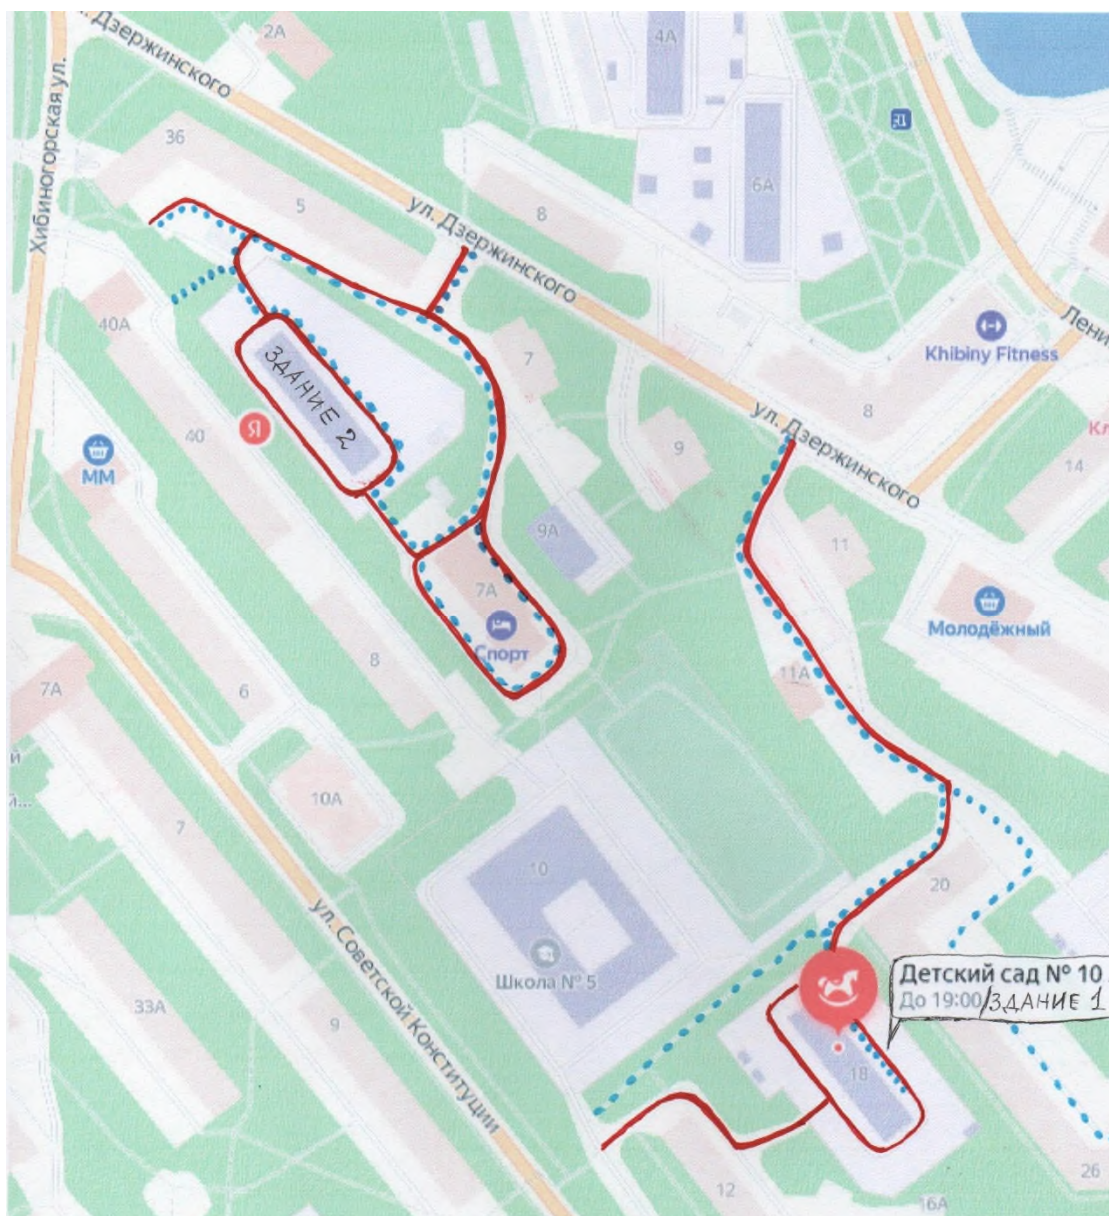 ул. Дзержинского
2А
4А
Хибиногорская ул.
36
5
ул. Дзержинского
8
6А
40А
7
Khibiny Fitness
Лени
ЗДАНИЕ 2
Я
40
ММ
ул. Дзержинского
8
9
Кл
14
9А
11
7А
Спорт
Молодёжный
8
11А
7А
6
й
й...
10А
7
10
20
ул. Советской Конституции
Школа № 5
Детский сад № 10
До 19:00/ЗДАНИЕ 1
33А
9
18
12
26
16А